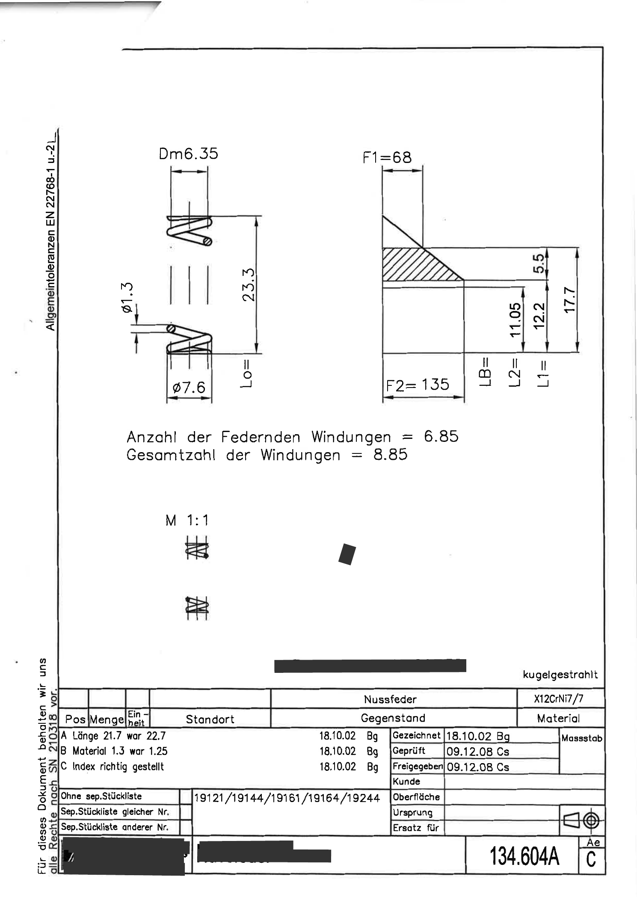 Allgemeintoleranzen EN 22768-1 u.-2
Dm6.35
F1=68
Ø1.3
23.3
Lo=
Ø7.6
5.5
17.7
12.2
11.05
F2= 135
LB=
L2=
L1=
Anzahl der Federnden Windungen = 6.85
Gesamtzahl der Windungen = 8.85
M 1:1
kugelgestrahlt
Für dieses Dokument behalten wir uns
alle Rechte nach SN 210318 vor.
Nussfeder
X12CrNi7/7
Pos Menge Ein-heit Standort Gegenstand Material
A Länge 21.7 war 22.7 18.10.02 Bg
B Material 1.3 war 1.25 18.10.02 Bg
C Index richtig gestellt 18.10.02 Bg
Gezeichnet 18.10.02 Bg
Geprüft 09.12.08 Cs
Freigegeben 09.12.08 Cs
Massstab
Kunde
Ohne sep.Stückliste
19121/19144/19161/19164/19244
Oberfläche
Sep.Stückliste gleicher Nr.
Ursprung
Sep.Stückliste anderer Nr.
Ersatz für
134.604A
Ae
C